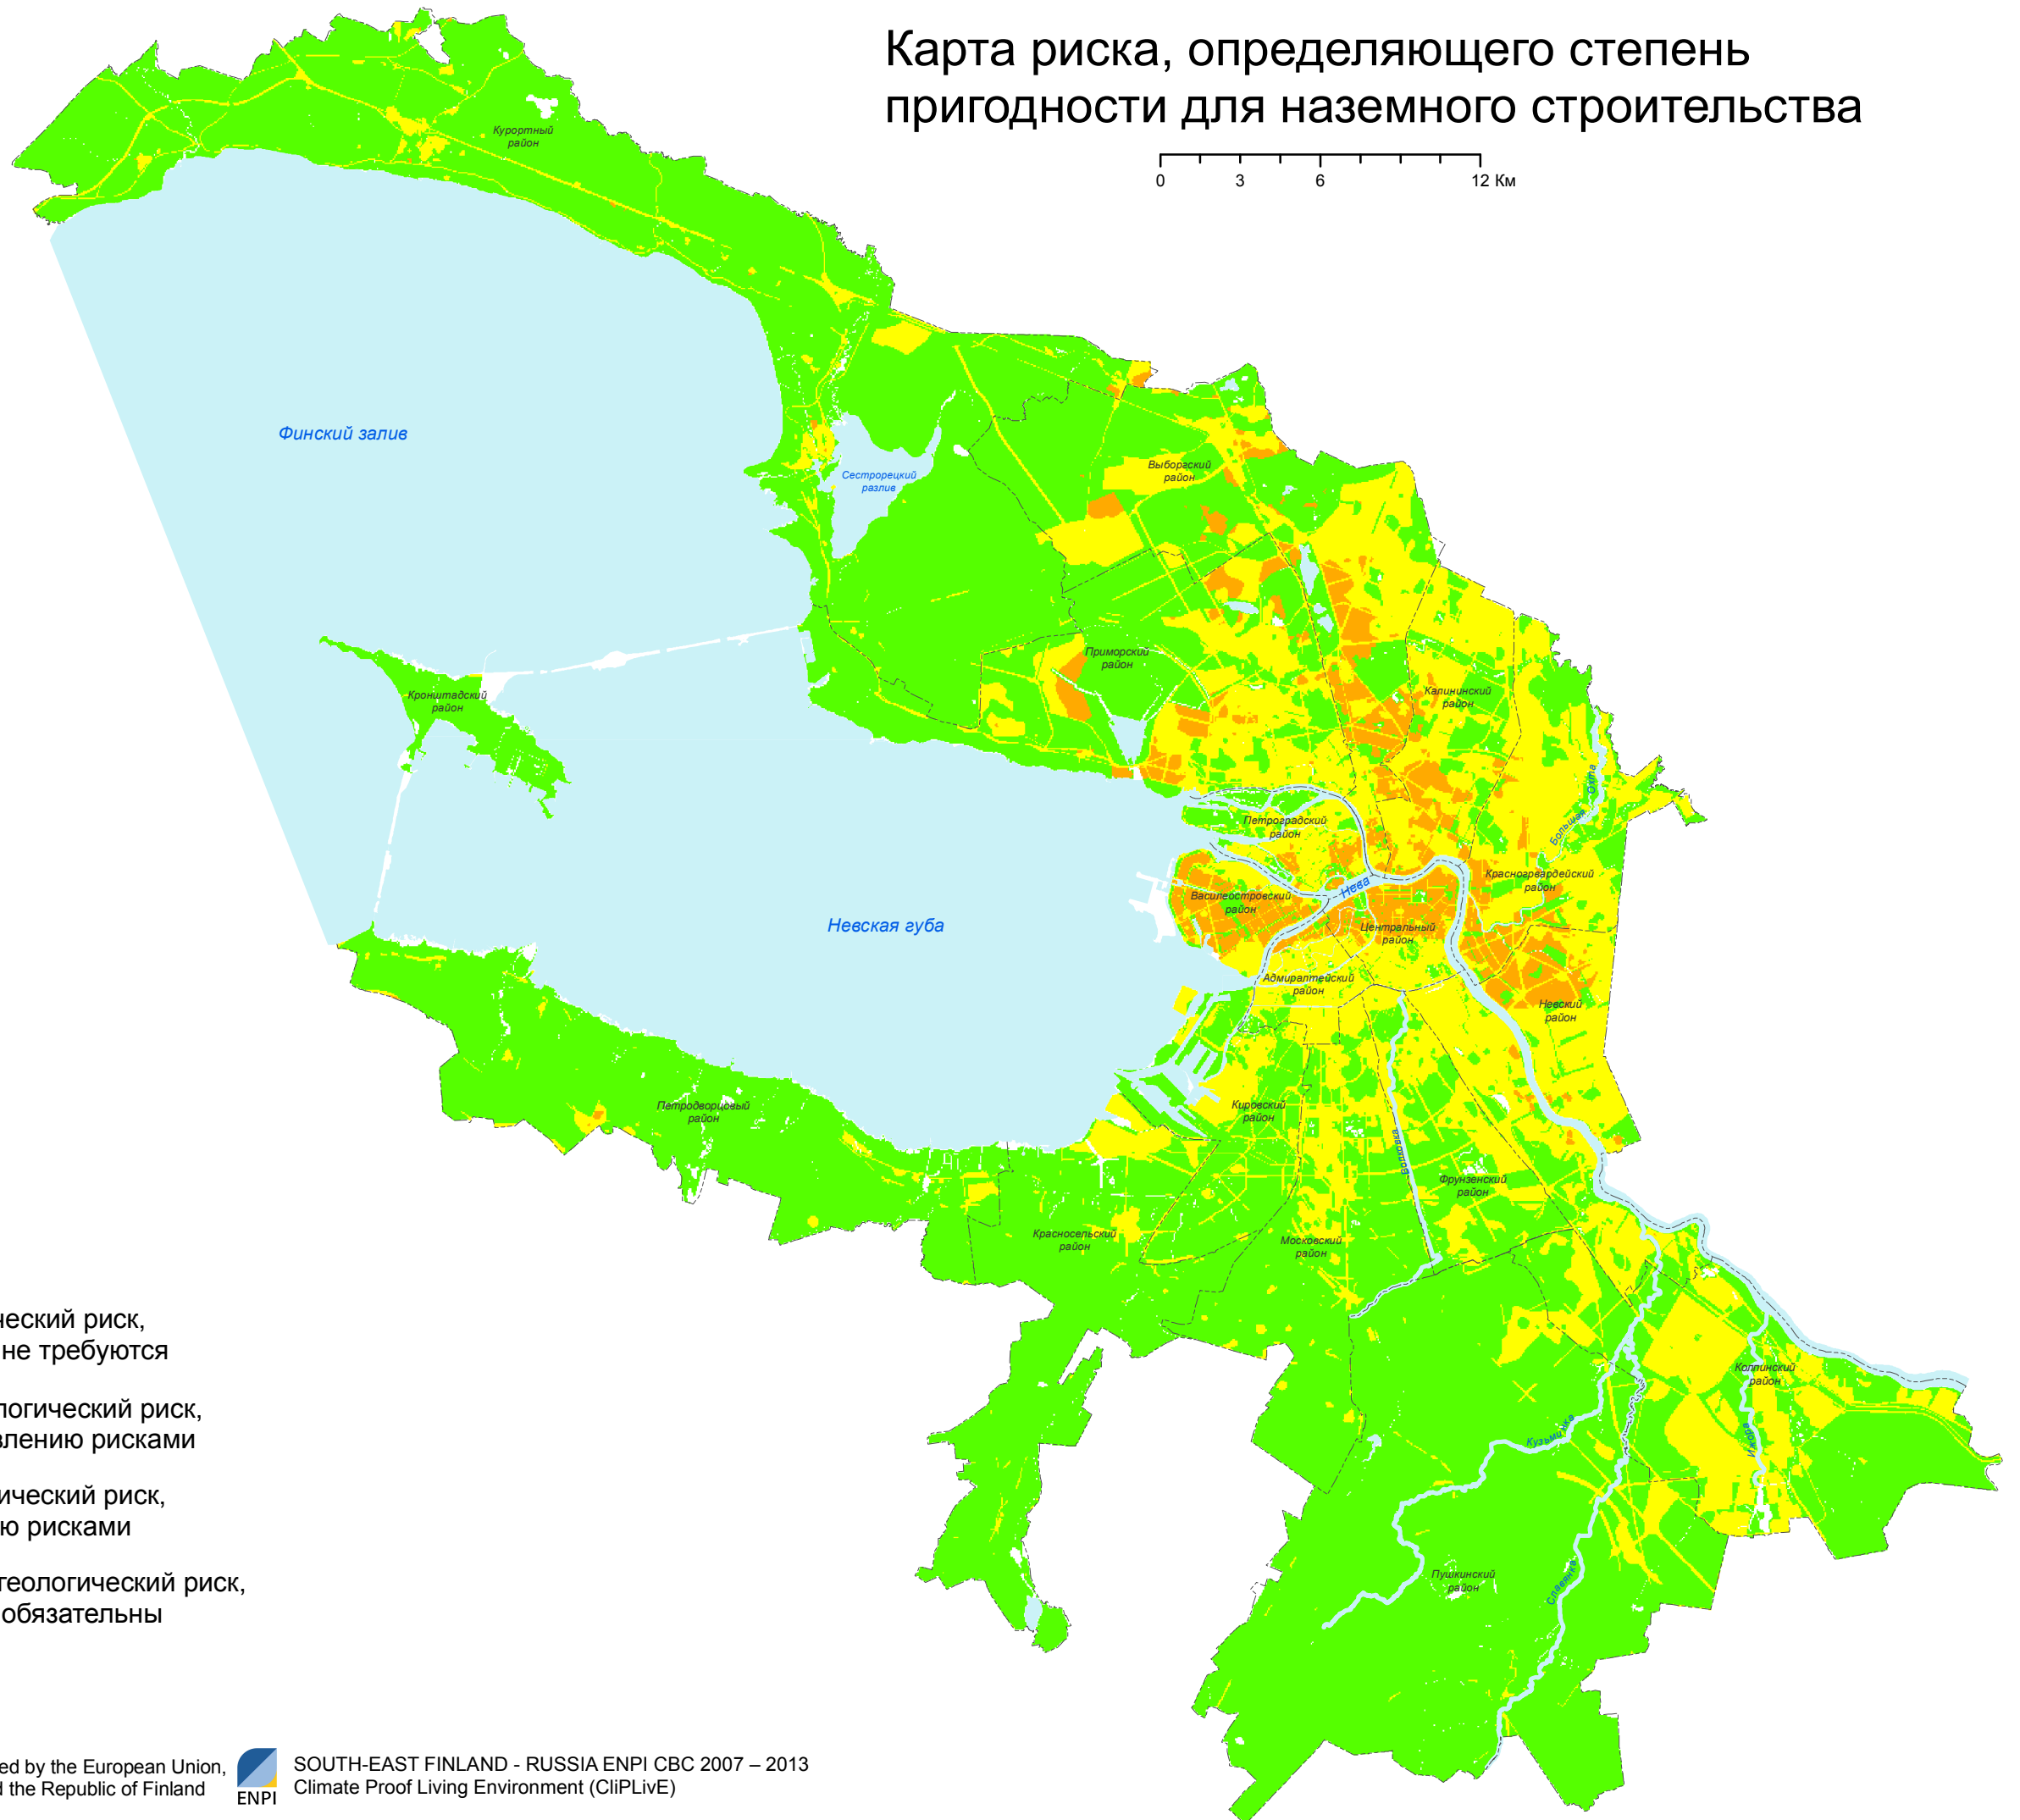 Карта риска, определяющего степень
пригодности для наземного строительства
0 3 6 12 Км
Курортный
район
Финский залив
Сестрорецкий
разлив
Выборгский
район
Приморский
район
Кронштадский
район
Калининский
район
Большая Охта
Петроградский
район
Нева
Василеостровский
район
Красногрвардейский
район
Невская губа
Центральный
район
Адмиралтейский
район
Невский
район
Петродворцовый
район
Кировский
район
Волковка
Фрунзенский
район
Красносельский
район
Московский
район
Колпинский
район
Кузьминка
Ижора
Славянка
Пушкинский
район
ческий риск,
не требуются
логический риск,
влению рисками
ический риск,
ю рисками
геологический риск,
обязательны
ed by the European Union,
d the Republic of Finland
ENPI
SOUTH-EAST FINLAND - RUSSIA ENPI CBC 2007 – 2013
Climate Proof Living Environment (CliPLivE)